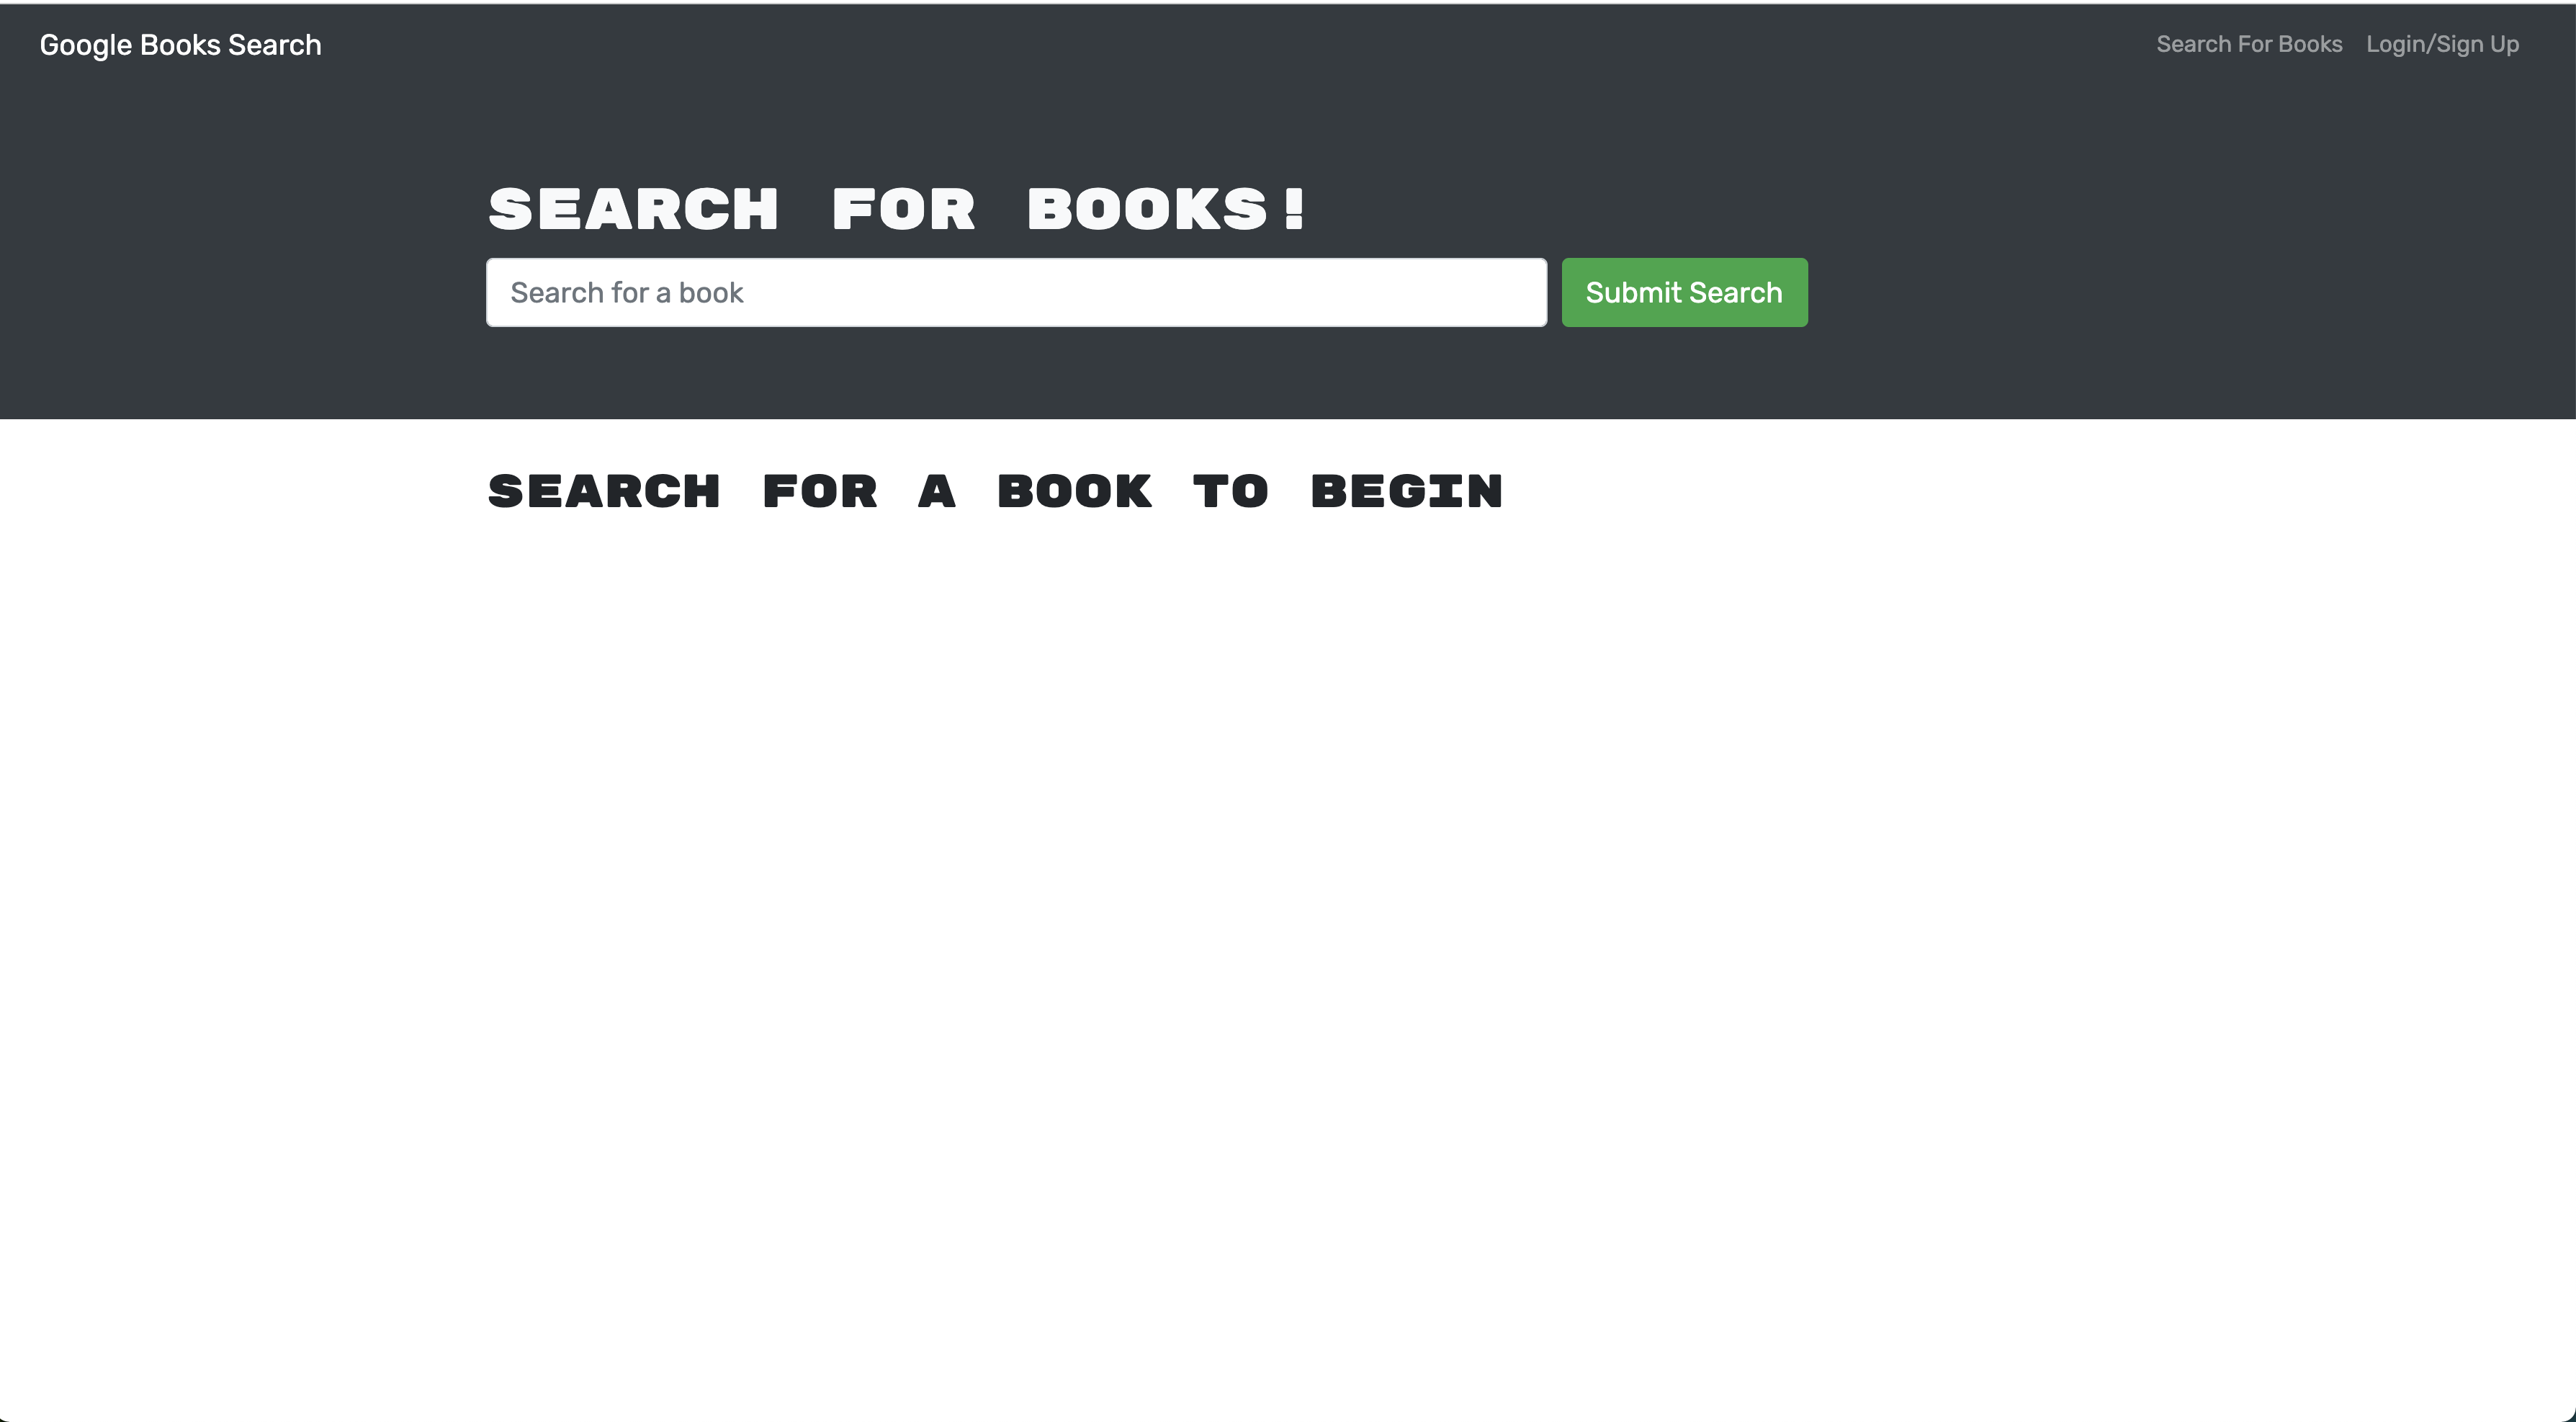 Google Books Search
Search For Books
Login/Sign Up
SEARCH FOR BOOKS!
Search for a book
Submit Search
SEARCH FOR A BOOK TO BEGIN